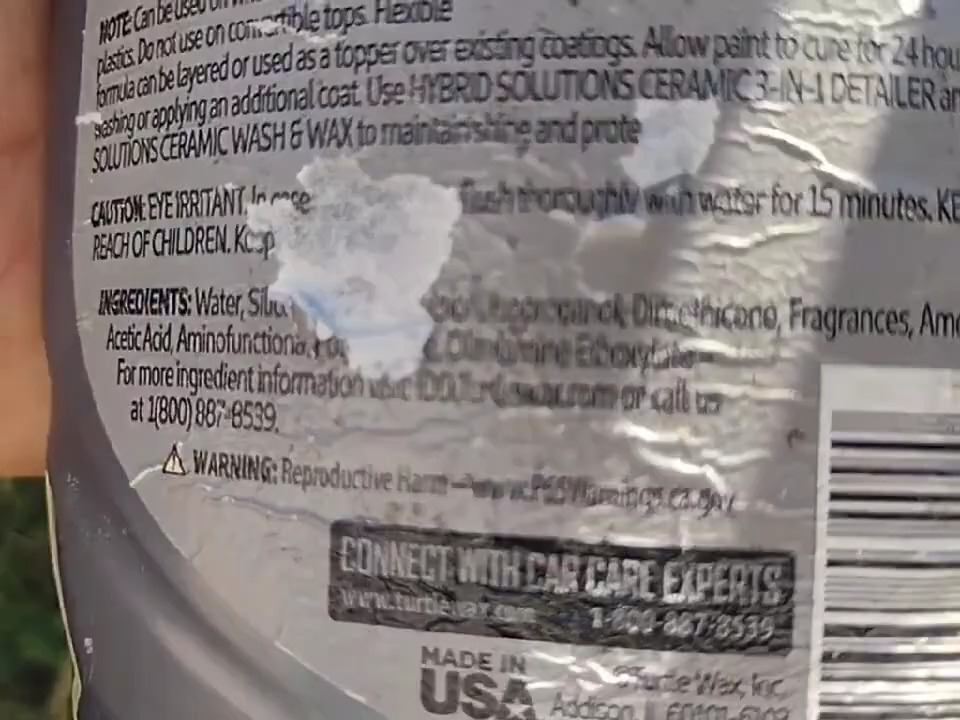 NOTE: Can be used on
plastics. Do not use on convertible tops. Flexible
formula can be layered or used as a topper over existing coatings. Allow paint to cure for 24 hou
washing or applying an additional coat. Use HYBRID SOLUTIONS CERAMIC 3-IN-1 DETAILER an
SOLUTIONS CERAMIC WASH & WAX to maintain shine and prote
CAUTION: EYE IRRITANT. In case flush thoroughly with water for 15 minutes. KE
REACH OF CHILDREN. Keep
INGREDIENTS: Water, Dimethicone, Fragrances, Am
Acetic Acid, Aminofunctional Ethoxylate
For more ingredient information or call us
at 1(800) 887-8539.
⚠ WARNING: Reproductive Harm – www.P65Warnings.ca.gov
CONNECT WITH CAR CARE EXPERTS
www.turtlewax.com 1-800-887-8539
MADE IN
USA
©Turtle Wax, Inc.
Addison, IL